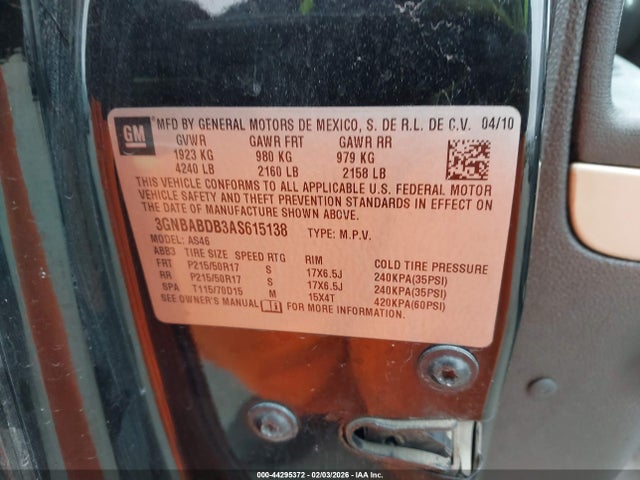 GM
MFD BY GENERAL MOTORS DE MEXICO, S. DE R.L. DE C.V. 04/10
GVWR GAWR FRT GAWR RR
1923 KG 980 KG 979 KG
4240 LB 2160 LB 2158 LB
THIS VEHICLE CONFORMS TO ALL APPLICABLE U.S. FEDERAL MOTOR
VEHICLE SAFETY AND THEFT PREVENTION STANDARDS IN EFFECT ON
THE DATE OF MANUFACTURE SHOWN ABOVE.
3GNBABDB3AS615138 TYPE: M.P.V.
MODEL: AS46
ABB3 TIRE SIZE SPEED RTG RIM COLD TIRE PRESSURE
FRT P215/50R17 S 17X6.5J 240KPA(35PSI)
RR P215/50R17 S 17X6.5J 240KPA(35PSI)
SPA T115/70D15 M 15X4T 420KPA(60PSI)
SEE OWNER'S MANUAL FOR MORE INFORMATION.
000-44295372 - 02/03/2026 - IAA Inc.